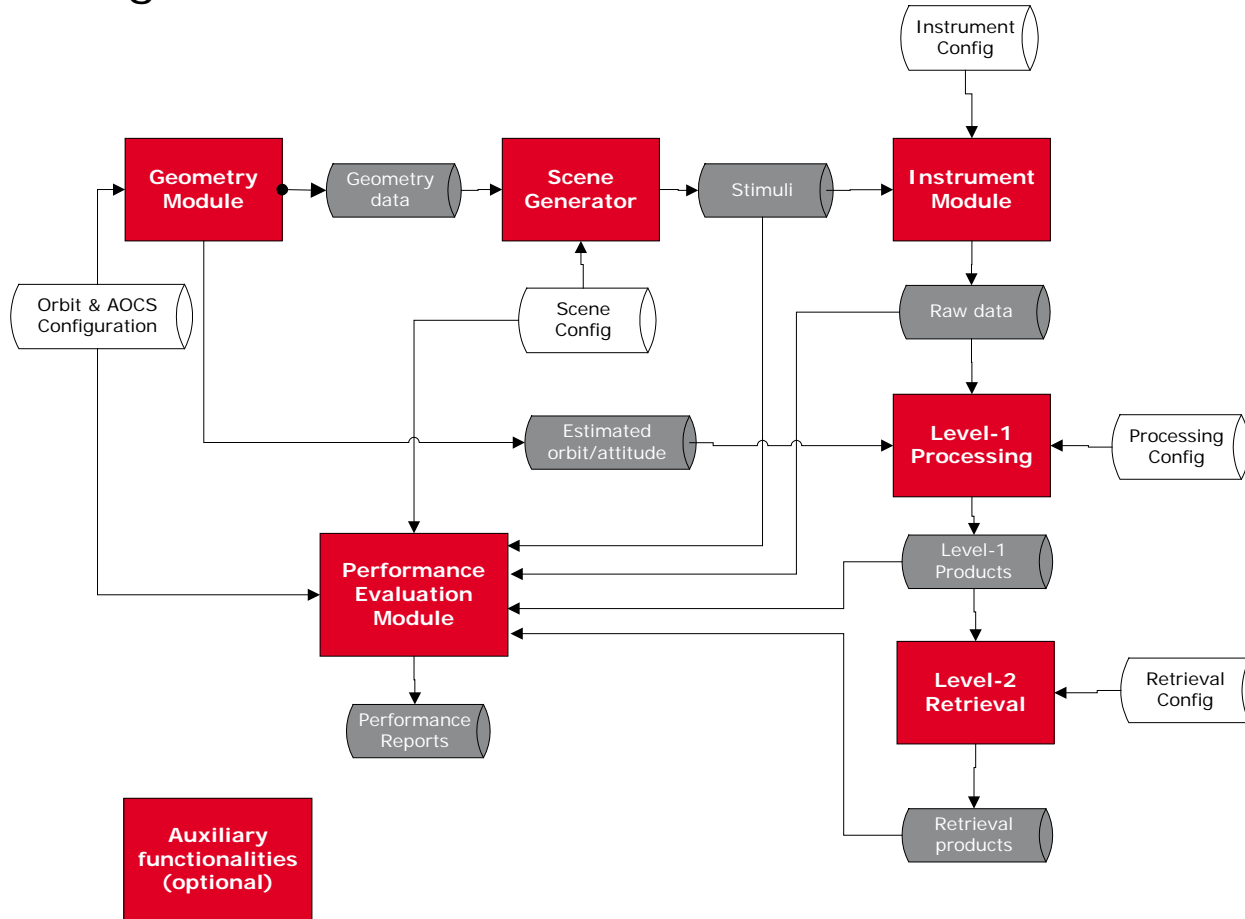 Instrument
Config
Geometry
Module
Geometry
data
Scene
Generator
Stimuli
Instrument
Module
Orbit & AOCS
Configuration
Scene
Config
Raw data
Estimated
orbit/attitude
Level-1
Processing
Processing
Config
Performance
Evaluation
Module
Level-1
Products
Level-2
Retrieval
Retrieval
Config
Performance
Reports
Retrieval
products
Auxiliary
functionalities
(optional)